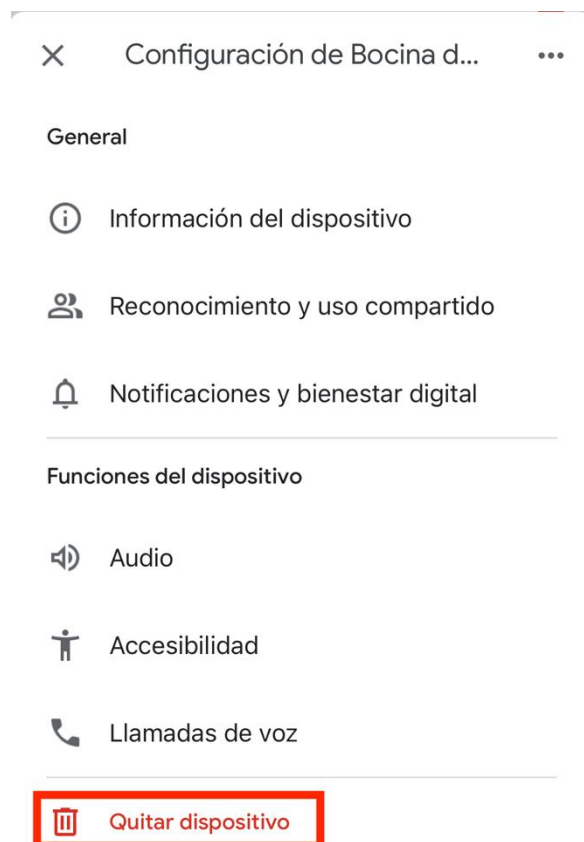 Configuración de Bocina d...
General
Información del dispositivo
Reconocimiento y uso compartido
Notificaciones y bienestar digital
Funciones del dispositivo
Audio
Accesibilidad
Llamadas de voz
Quitar dispositivo